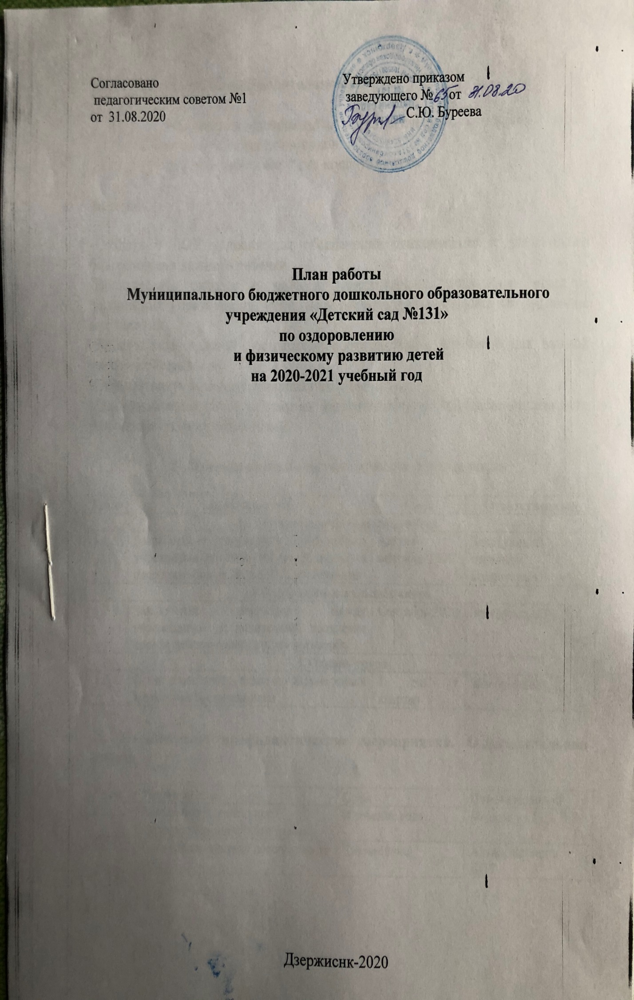 Согласовано
педагогическим советом №1
от 31.08.2020
Утверждено приказом
заведующего №65 от 31.08.20
С.Ю. Буреева
План работы
Муниципального бюджетного дошкольного образовательного
учреждения «Детский сад №131»
по оздоровлению
и физическому развитию детей
на 2020-2021 учебный год
Дзержиснк-2020